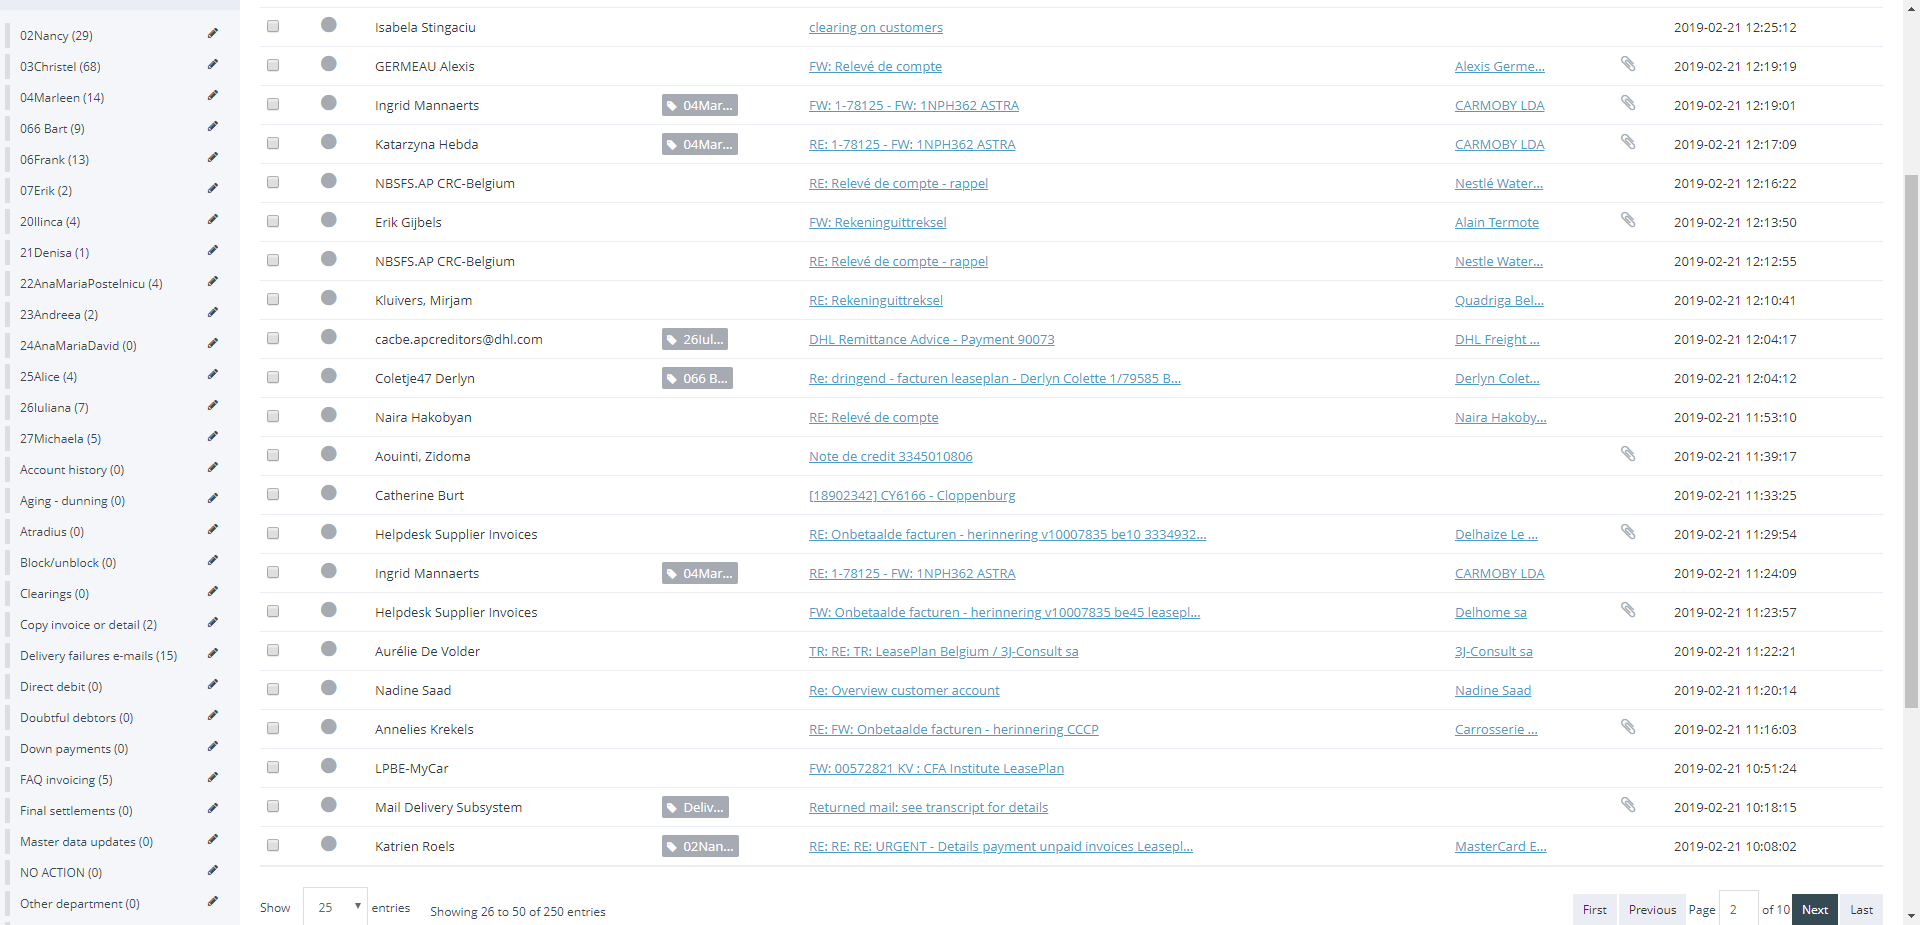 02Nancy (29)
03Christel (68)
04Marleen (14)
066 Bart (9)
06Frank (13)
07Erik (2)
20Ilinca (4)
21Denisa (1)
22AnaMariaPostelnicu (4)
23Andreea (2)
24AnaMariaDavid (0)
25Alice (4)
26Iuliana (7)
27Michaela (5)
Account history (0)
Aging - dunning (0)
Atradius (0)
Block/unblock (0)
Clearings (0)
Copy invoice or detail (2)
Delivery failures e-mails (15)
Direct debit (0)
Doubtful debtors (0)
Down payments (0)
FAQ invoicing (5)
Final settlements (0)
Master data updates (0)
NO ACTION (0)
Other department (0)
Isabela Stingaciu clearing on customers 2019-02-21 12:25:12
GERMEAU Alexis FW: Relevé de compte Alexis Germe... 2019-02-21 12:19:19
Ingrid Mannaerts 04Mar... FW: 1-78125 - FW: 1NPH362 ASTRA CARMOBY LDA 2019-02-21 12:19:01
Katarzyna Hebda 04Mar... RE: 1-78125 - FW: 1NPH362 ASTRA CARMOBY LDA 2019-02-21 12:17:09
NBSFS.AP CRC-Belgium RE: Relevé de compte - rappel Nestlé Water... 2019-02-21 12:16:22
Erik Gijbels FW: Rekeninguittreksel Alain Termote 2019-02-21 12:13:50
NBSFS.AP CRC-Belgium RE: Relevé de compte - rappel Nestle Water... 2019-02-21 12:12:55
Kluivers, Mirjam RE: Rekeninguittreksel Quadriga Bel... 2019-02-21 12:10:41
cacbe.apcreditors@dhl.com 26Iul... DHL Remittance Advice - Payment 90073 DHL Freight ... 2019-02-21 12:04:17
Coletje47 Derlyn 066 B... Re: dringend - facturen leaseplan - Derlyn Colette 1/79585 B... Derlyn Colet... 2019-02-21 12:04:12
Naira Hakobyan RE: Relevé de compte Naira Hakoby... 2019-02-21 11:53:10
Aouinti, Zidoma Note de credit 3345010806 2019-02-21 11:39:17
Catherine Burt [18902342] CY6166 - Cloppenburg 2019-02-21 11:33:25
Helpdesk Supplier Invoices RE: Onbetaalde facturen - herinnering v10007835 be10 3334932... Delhaize Le ... 2019-02-21 11:29:54
Ingrid Mannaerts 04Mar... RE: 1-78125 - FW: 1NPH362 ASTRA CARMOBY LDA 2019-02-21 11:24:09
Helpdesk Supplier Invoices FW: Onbetaalde facturen - herinnering v10007835 be45 leasepl... Delhome sa 2019-02-21 11:23:57
Aurélie De Volder TR: RE: TR: LeasePlan Belgium / 3J-Consult sa 3J-Consult sa 2019-02-21 11:22:21
Nadine Saad Re: Overview customer account Nadine Saad 2019-02-21 11:20:14
Annelies Krekels RE: FW: Onbetaalde facturen - herinnering CCCP Carrosserie ... 2019-02-21 11:16:03
LPBE-MyCar FW: 00572821 KV : CFA Institute LeasePlan 2019-02-21 10:51:24
Mail Delivery Subsystem Deliv... Returned mail: see transcript for details 2019-02-21 10:18:15
Katrien Roels 02Nan... RE: RE: RE: URGENT - Details payment unpaid invoices Leasepl... MasterCard E... 2019-02-21 10:08:02
Show 25 entries Showing 26 to 50 of 250 entries First Previous Page 2 of 10 Next Last